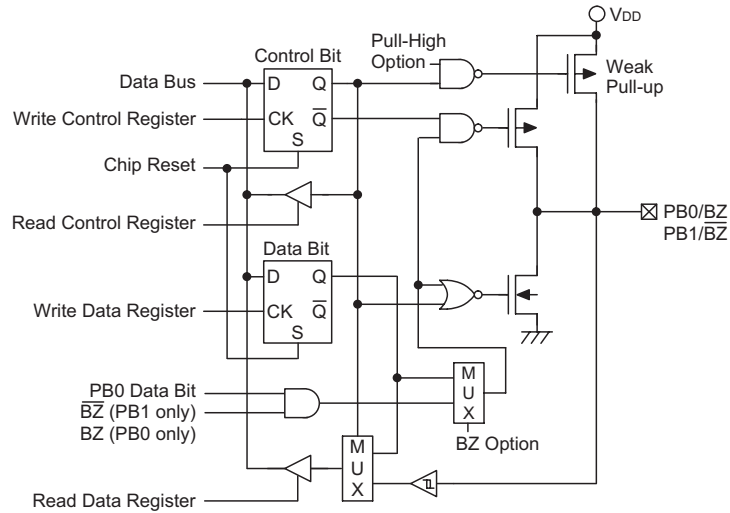 VDD
Control Bit
Pull-High
Option
Weak
Pull-up
Data Bus
D
Q
Write Control Register
CK
Q̅
S
Chip Reset
Read Control Register
PB0/BZ
PB1/B̅Z̅
Data Bit
D
Q
Write Data Register
CK
Q̅
S
M
U
X
PB0 Data Bit
B̅Z̅ (PB1 only)
BZ (PB0 only)
BZ Option
M
U
X
Read Data Register